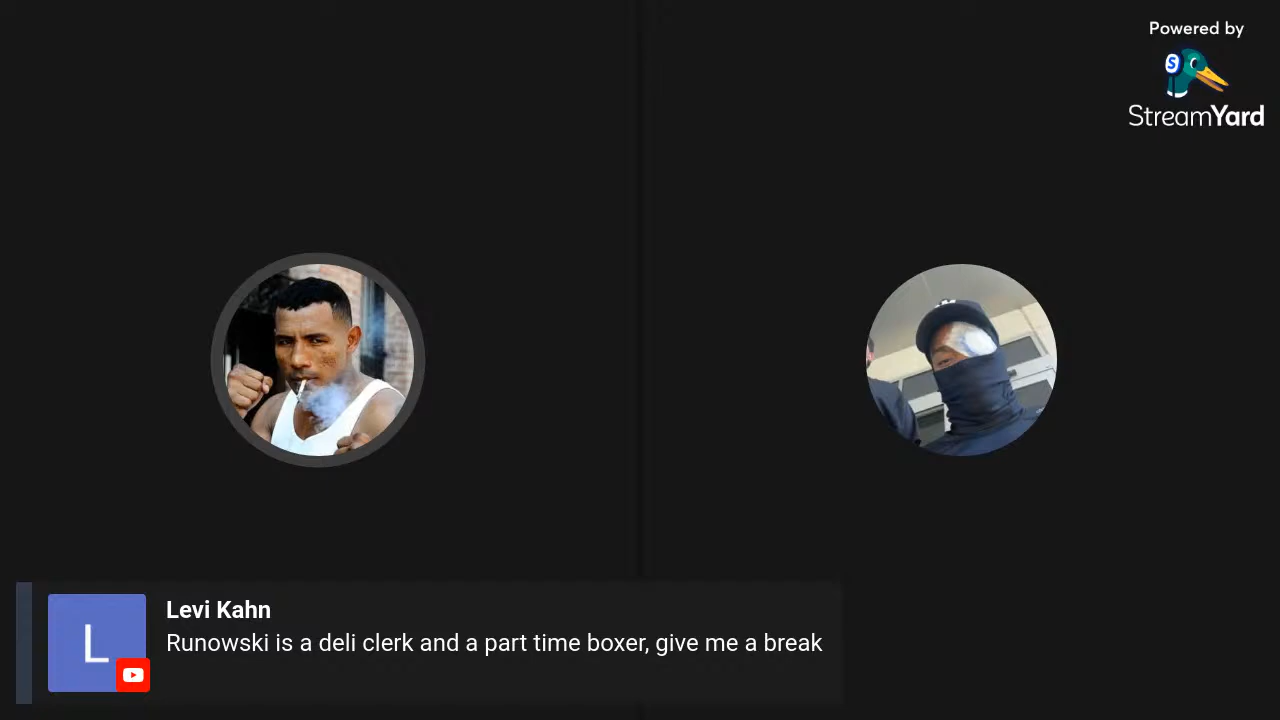 Powered by
S
StreamYard
L
Levi Kahn
Runowski is a deli clerk and a part time boxer, give me a break